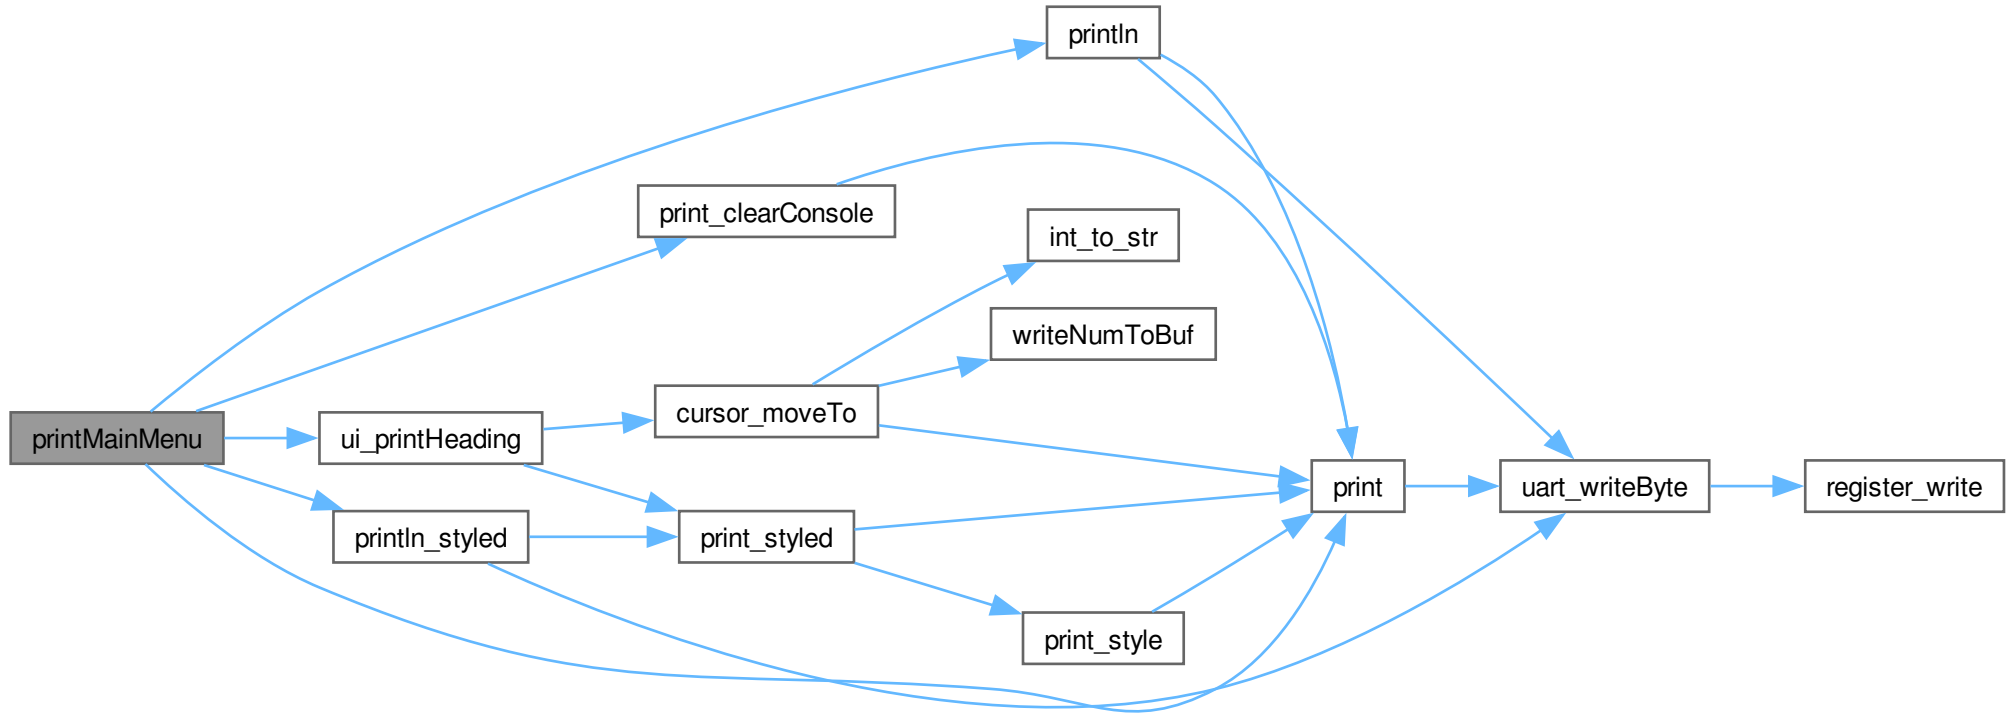 println
print_clearConsole
int_to_str
writeNumToBuf
cursor_moveTo
printMainMenu
ui_printHeading
print
uart_writeByte
register_write
println_styled
print_styled
print_style